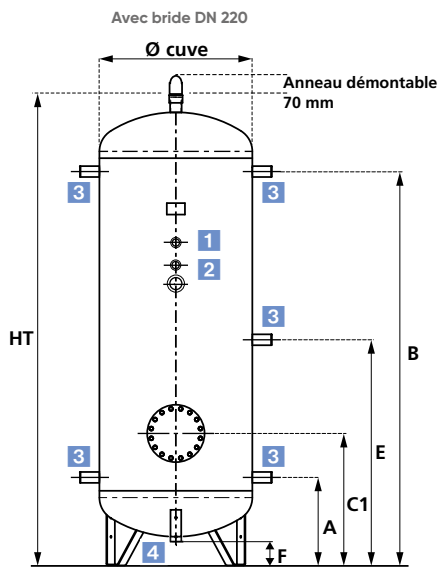 Avec bride DN 220
Ø cuve
Anneau démontable
70 mm
3
3
1
2
3
HT
B
E
3
3
C1
A
4
F